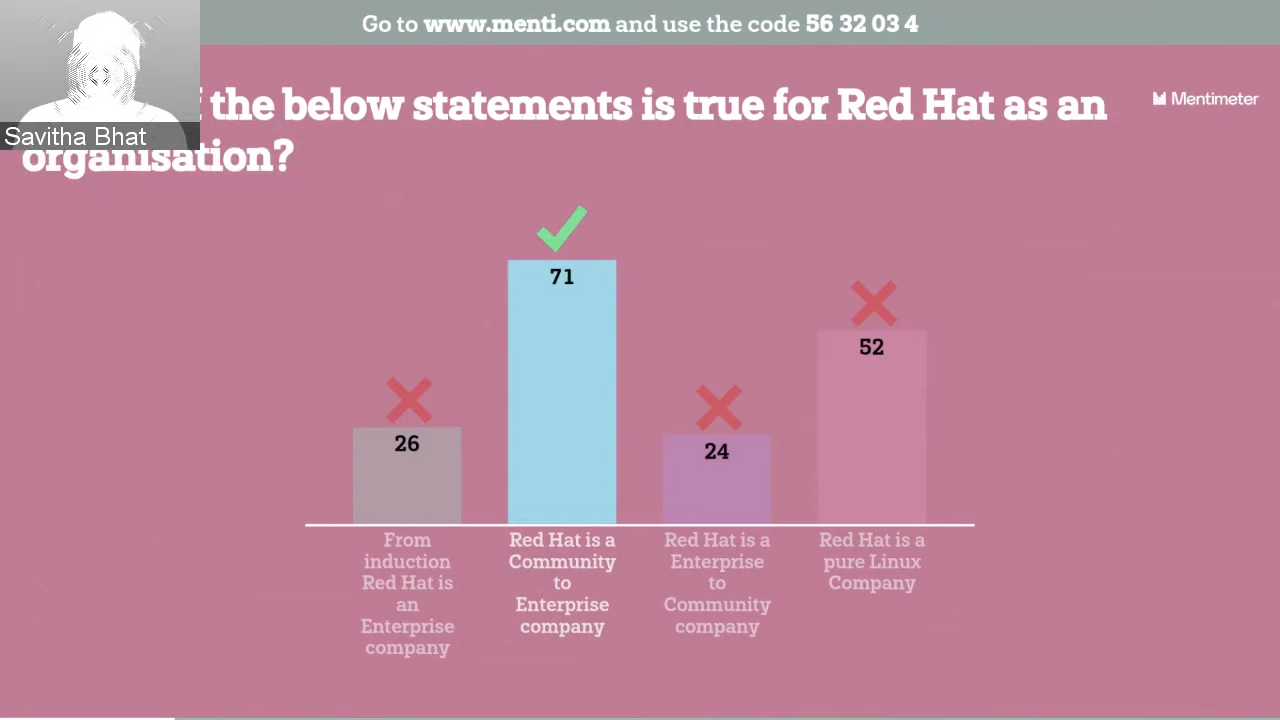 Go to www.menti.com and use the code 56 32 03 4
the below statements is true for Red Hat as an
organisation?
Mentimeter
Savitha Bhat
71
52
26
24
From
induction
Red Hat is
an
Enterprise
company
Red Hat is a
Community
to
Enterprise
company
Red Hat is a
Enterprise
to
Community
company
Red Hat is a
pure Linux
Company